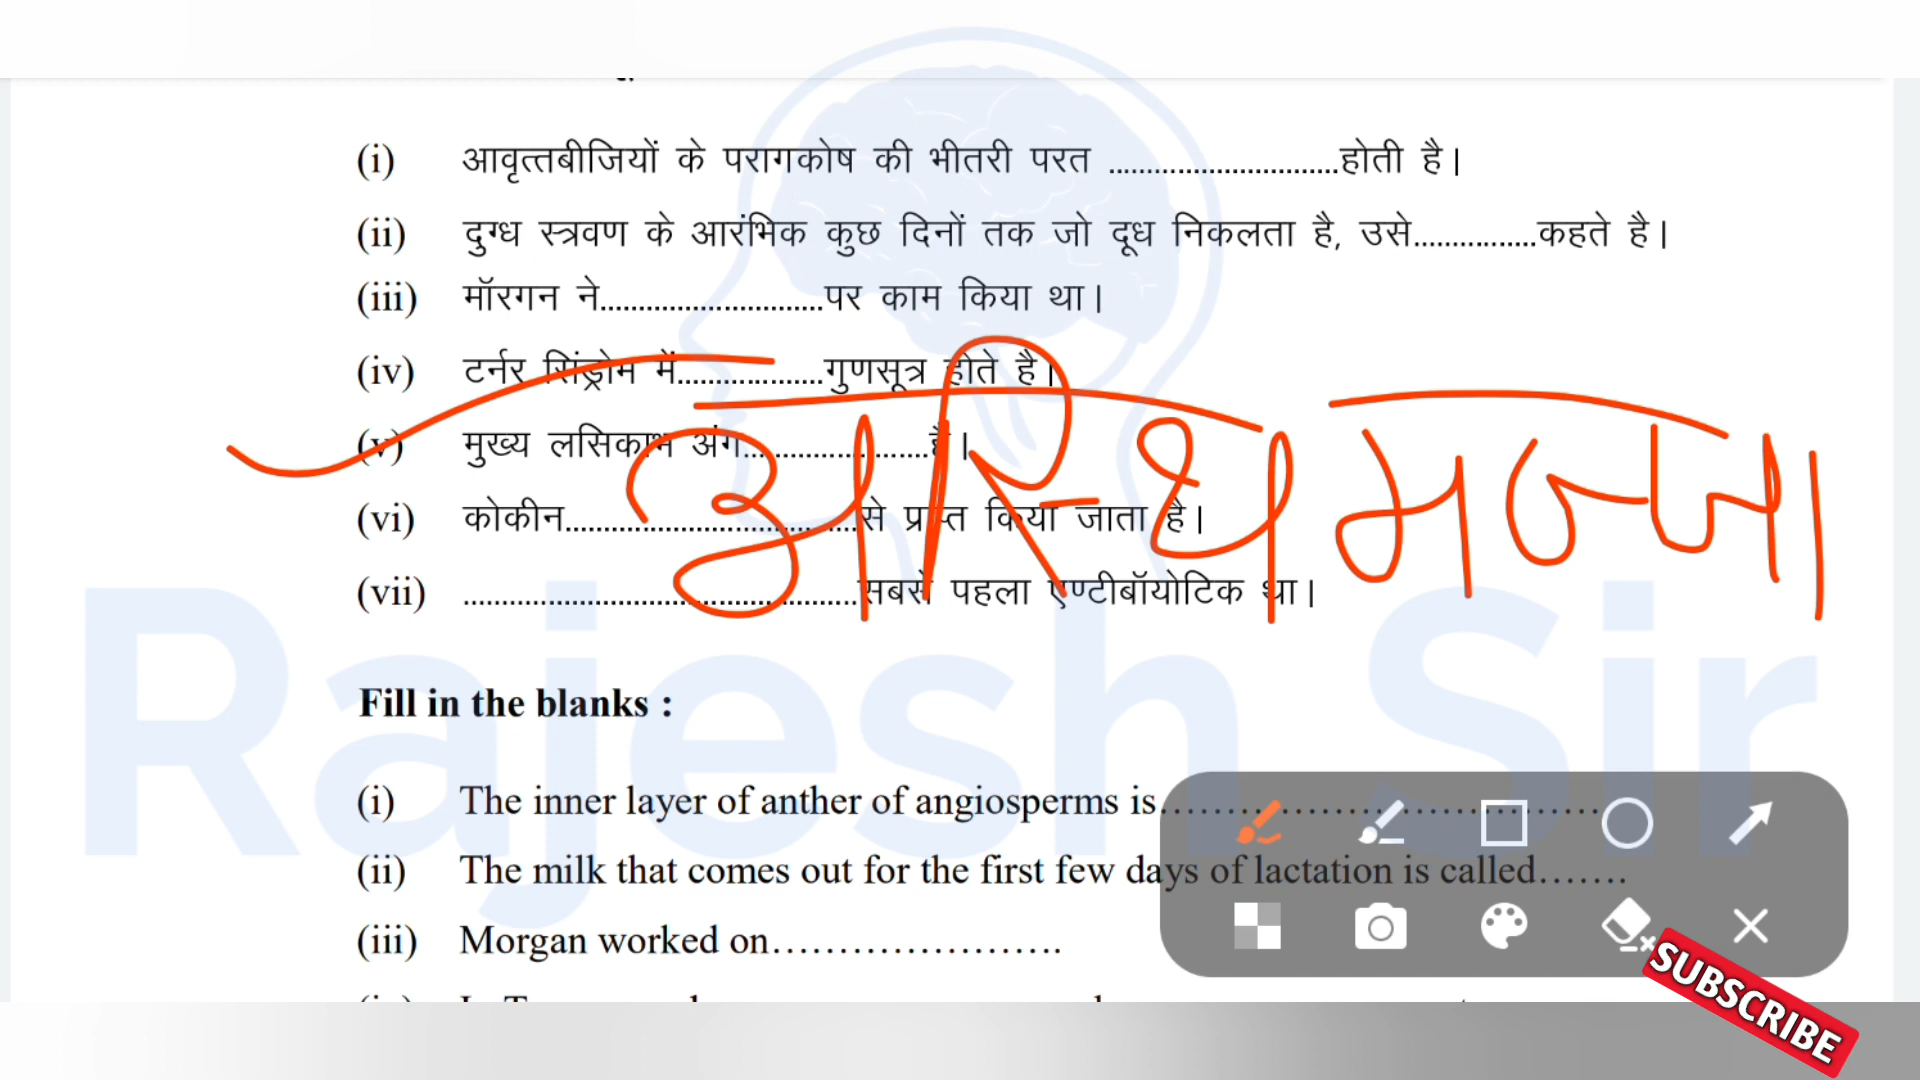 (i) आवृत्तबीजियों के परागकोष की भीतरी परत ..............................होती है।
(ii) दुग्ध स्त्रवण के आरंभिक कुछ दिनों तक जो दूध निकलता है, उसे...............कहते है।
(iii) मॉरगन ने.............................पर काम किया था।
(iv) टर्नर सिंड्रोम में..................गुणसूत्र होते है।
(v) मुख्य लसिकाभ अंग.......................है।
अस्थिमज्जा
(vi) कोकीन.....................................से प्राप्त किया जाता है।
(vii) .................................................सबसे पहला एण्टीबॉयोटिक था।
Fill in the blanks :
(i) The inner layer of anther of angiosperms is.....................................
(ii) The milk that comes out for the first few days of lactation is called…….
(iii) Morgan worked on………………….
Rajesh Sir
SUBSCRIBE